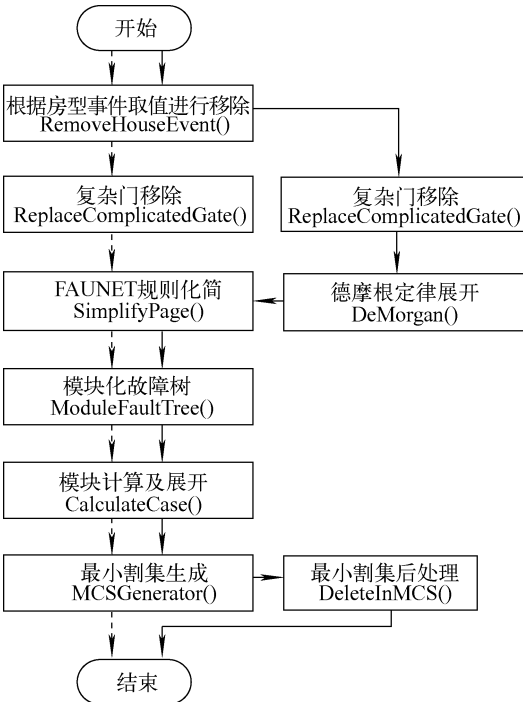 开始
根据房型事件取值进行移除
RemoveHouseEvent()
复杂门移除
ReplaceComplicatedGate()
复杂门移除
ReplaceComplicatedGate()
FAUNET规则化简
SimplifyPage()
德摩根定律展开
DeMorgan()
模块化故障树
ModuleFaultTree()
模块计算及展开
CalculateCase()
最小割集生成
MCSGenerator()
最小割集后处理
DeleteInMCS()
结束